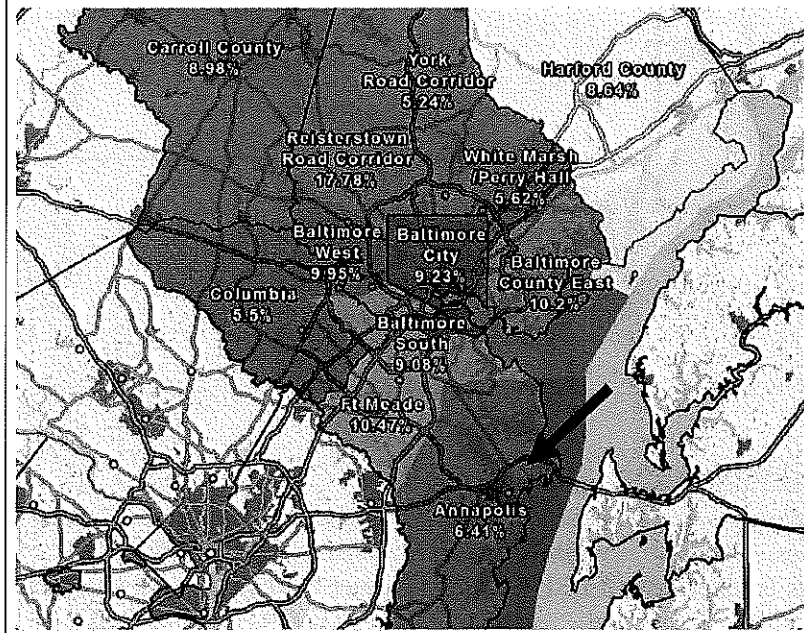 Carroll County
8.98%
York
Road Corridor
5.24%
Harford County
8.64%
Reisterstown
Road Corridor
17.78%
White Marsh
/Perry Hall
5.62%
Baltimore
West
9.95%
Baltimore
City
9.23%
Baltimore
County East
10.2%
Columbia
5.5%
Baltimore
South
9.08%
Ft Meade
10.47%
Annapolis
6.41%